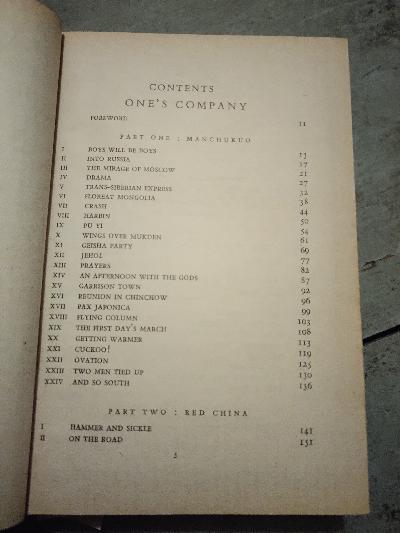 CONTENTS
ONE'S COMPANY
FOREWORD 11
PART ONE : MANCHUKUO
I BOYS WILL BE BOYS 13
II INTO RUSSIA 17
III THE MIRAGE OF MOSCOW 21
IV DRAMA 27
V TRANS-SIBERIAN EXPRESS 32
VI FLOREAT MONGOLIA 38
VII CRASH 44
VIII HARBIN 50
IX PU YI 54
X WINGS OVER MUKDEN 61
XI GEISHA PARTY 69
XII JEHOL 77
XIII PRAYERS 82
XIV AN AFTERNOON WITH THE GODS 87
XV GARRISON TOWN 92
XVI REUNION IN CHINCHOW 96
XVII PAX JAPONICA 99
XVIII FLYING COLUMN 103
XIX THE FIRST DAY'S MARCH 108
XX GETTING WARMER 113
XXI CUCKOO! 119
XXII OVATION 125
XXIII TWO MEN TIED UP 130
XXIV AND SO SOUTH 136
PART TWO : RED CHINA
I HAMMER AND SICKLE 141
II ON THE ROAD 151
5